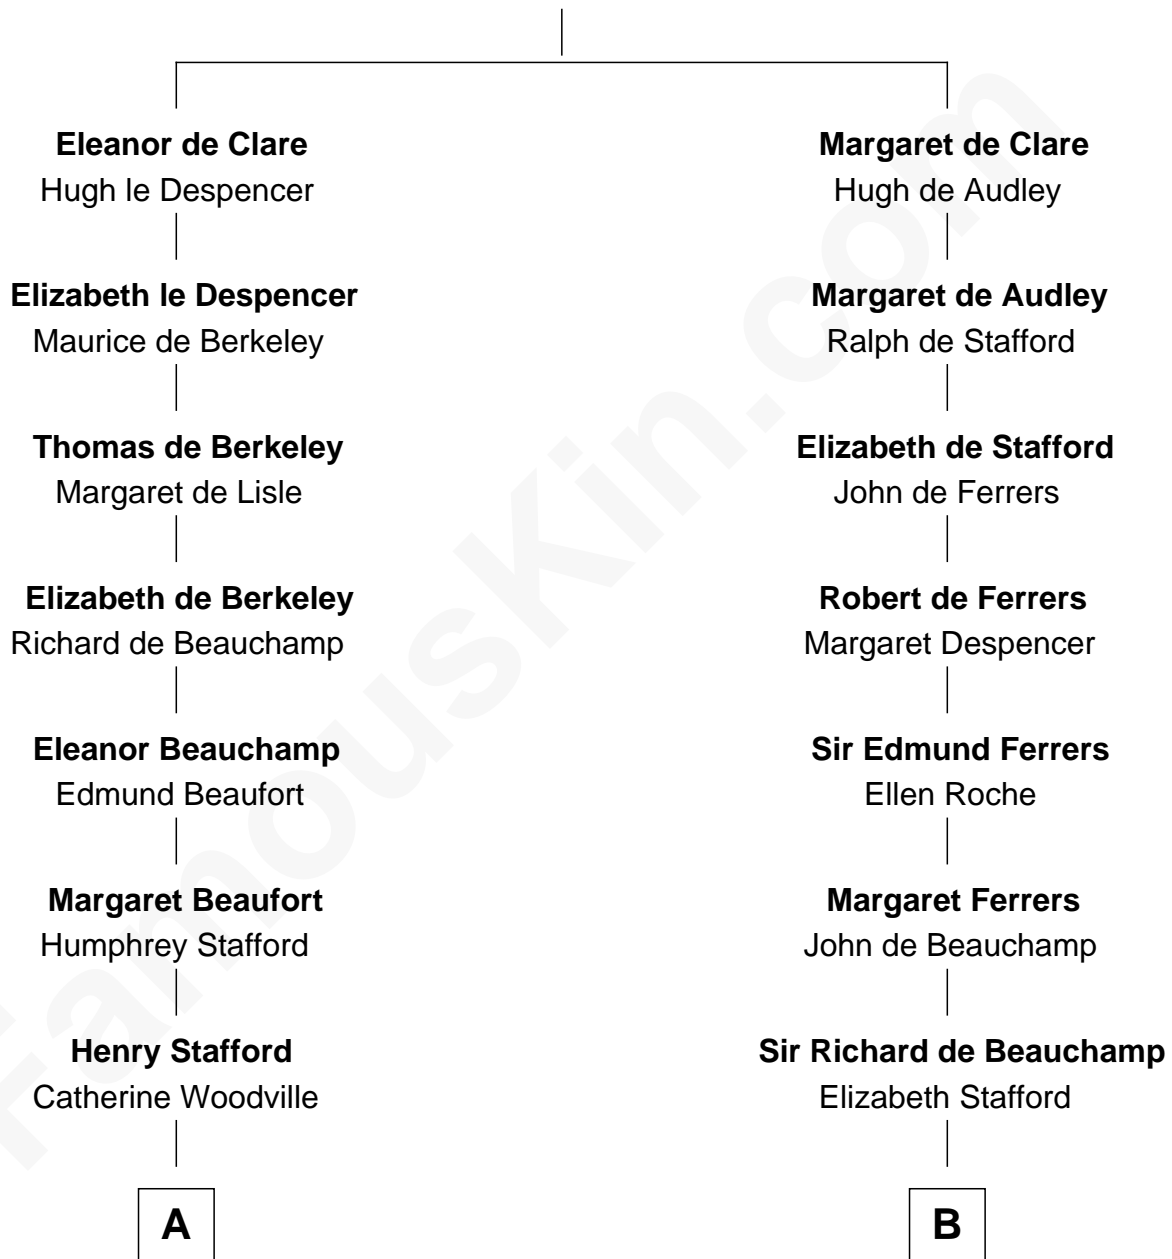 Eleanor de Clare
Hugh le Despencer
Elizabeth le Despencer
Maurice de Berkeley
Thomas de Berkeley
Margaret de Lisle
Elizabeth de Berkeley
Richard de Beauchamp
Eleanor Beauchamp
Edmund Beaufort
Margaret Beaufort
Humphrey Stafford
Henry Stafford
Catherine Woodville
A
Margaret de Clare
Hugh de Audley
Margaret de Audley
Ralph de Stafford
Elizabeth de Stafford
John de Ferrers
Robert de Ferrers
Margaret Despencer
Sir Edmund Ferrers
Ellen Roche
Margaret Ferrers
John de Beauchamp
Sir Richard de Beauchamp
Elizabeth Stafford
B
FamousKin.com